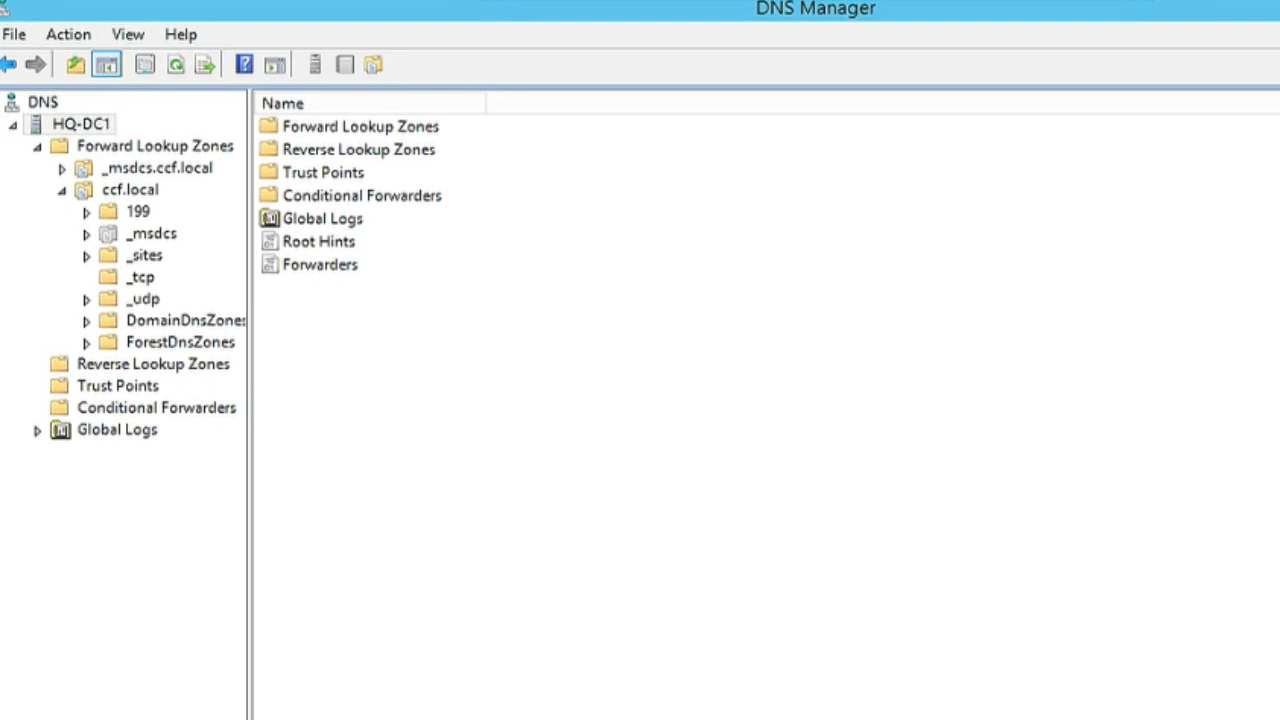 DNS Manager
File Action View Help
DNS
HQ-DC1
Forward Lookup Zones
_msdcs.ccf.local
ccf.local
199
_msdcs
_sites
_tcp
_udp
DomainDnsZones
ForestDnsZones
Reverse Lookup Zones
Trust Points
Conditional Forwarders
Global Logs
Name
Forward Lookup Zones
Reverse Lookup Zones
Trust Points
Conditional Forwarders
Global Logs
Root Hints
Forwarders